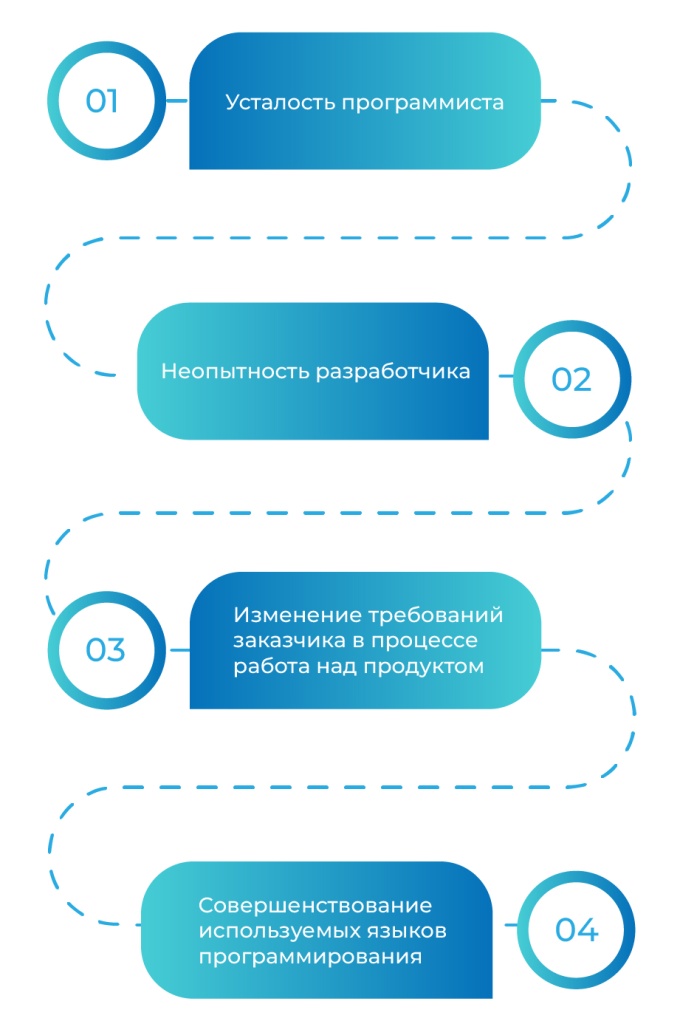 01
Усталость программиста
Неопытность разработчика
02
03
Изменение требований
заказчика в процессе
работа над продуктом
Совершенствование
используемых языков
программирования
04